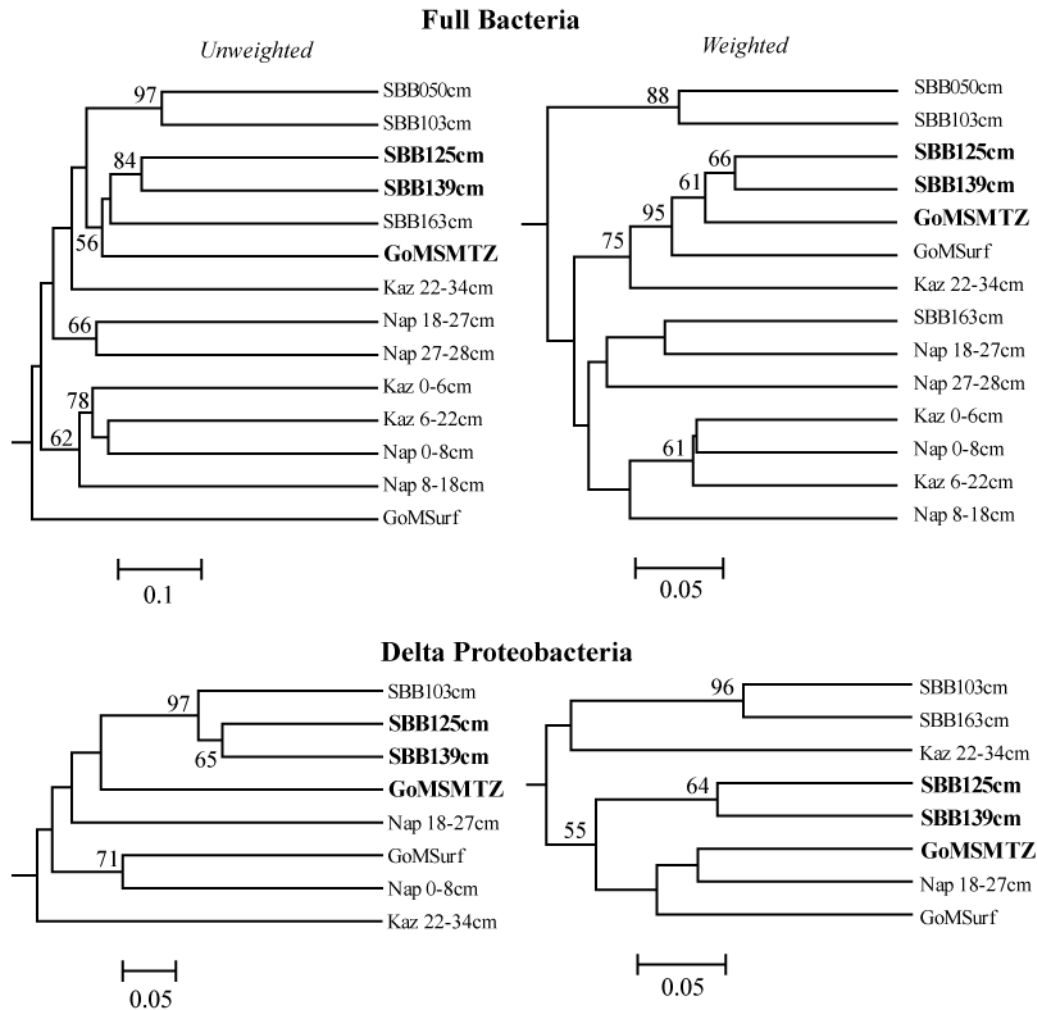 Full Bacteria
Unweighted
97
SBB050cm
SBB103cm
84
SBB125cm
SBB139cm
SBB163cm
56
GoMSMTZ
Kaz 22-34cm
66
Nap 18-27cm
Nap 27-28cm
78
Kaz 0-6cm
Kaz 6-22cm
62
Nap 0-8cm
Nap 8-18cm
GoMSurf
0.1
Weighted
88
SBB050cm
SBB103cm
66
SBB125cm
61
SBB139cm
95
GoMSMTZ
75
GoMSurf
Kaz 22-34cm
SBB163cm
Nap 18-27cm
Nap 27-28cm
Kaz 0-6cm
61
Nap 0-8cm
Kaz 6-22cm
Nap 8-18cm
0.05
Delta Proteobacteria
97
SBB103cm
SBB125cm
65
SBB139cm
GoMSMTZ
Nap 18-27cm
71
GoMSurf
Nap 0-8cm
Kaz 22-34cm
0.05
96
SBB103cm
SBB163cm
Kaz 22-34cm
64
SBB125cm
SBB139cm
55
GoMSMTZ
Nap 18-27cm
GoMSurf
0.05